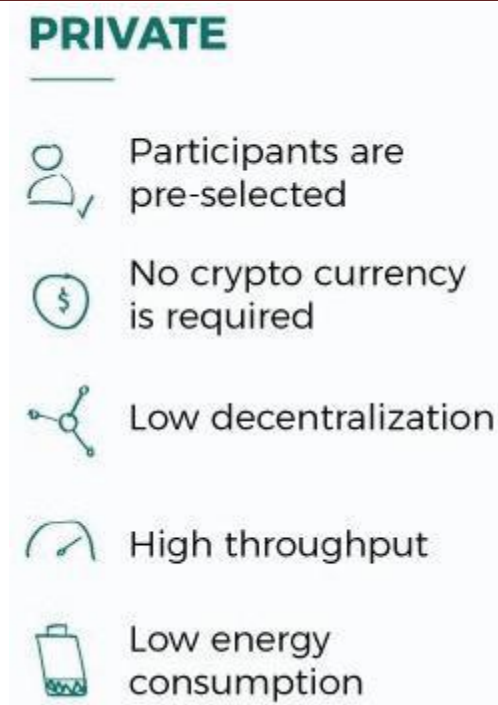 PRIVATE
Participants are
pre-selected
No crypto currency
is required
$
Low decentralization
High throughput
Low energy
consumption